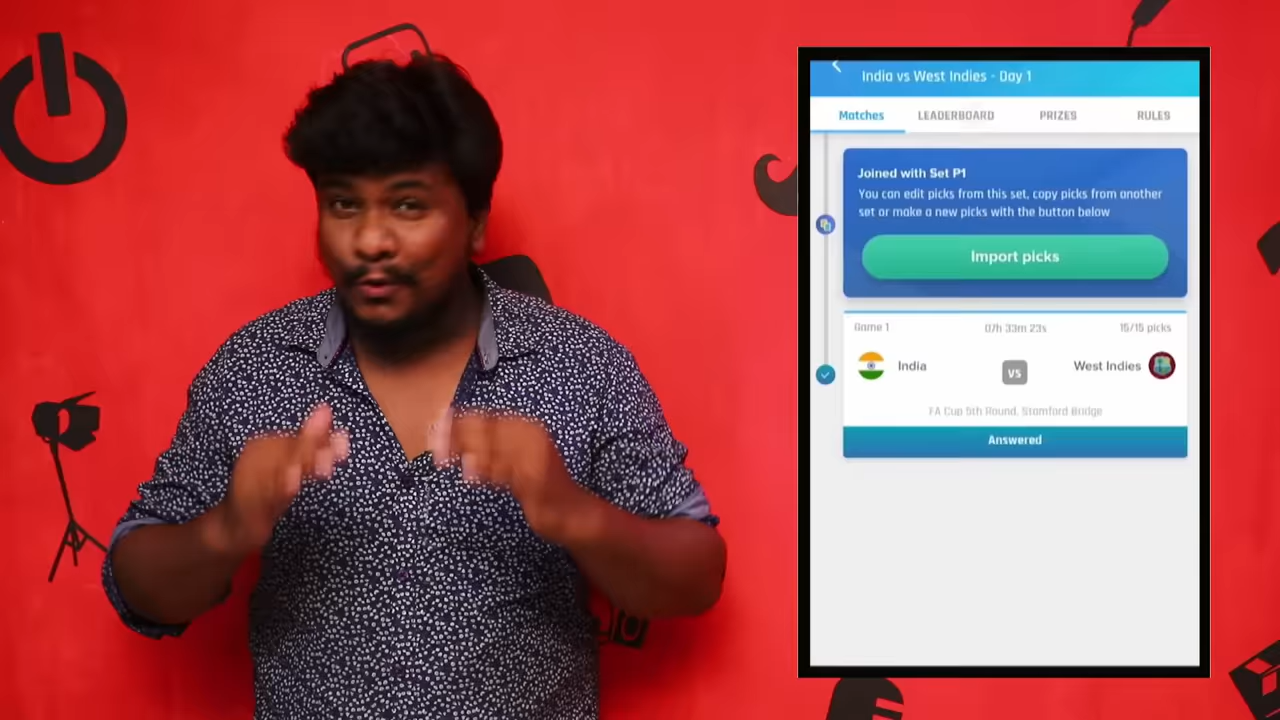 India vs West Indies - Day 1
Matches LEADERBOARD PRIZES RULES
Joined with Set P1
You can edit picks from this set, copy picks from another
set or make a new picks with the button below
Import picks
Game 1 07h 33m 23s 15/15 picks
India VS West Indies
FA Cup 5th Round, Stamford Bridge
Answered